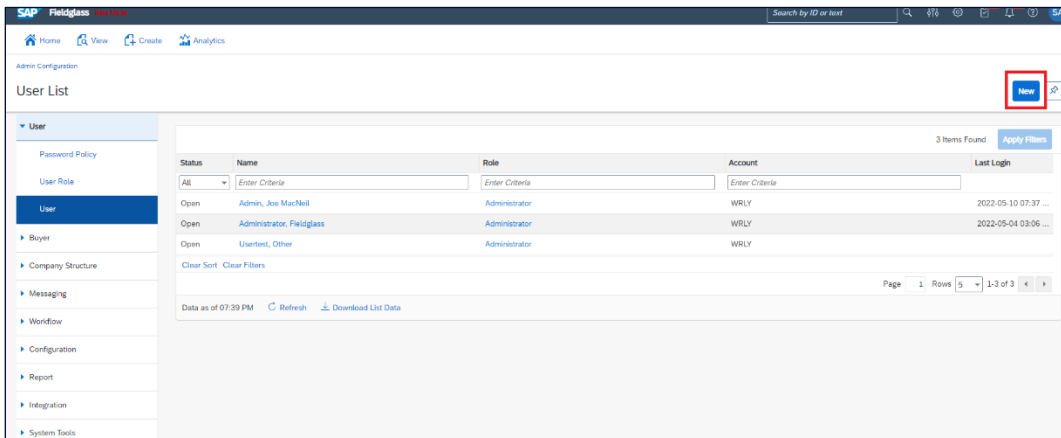 SAP Fieldglass
Search by ID or text
SA
Home View Create Analytics
Admin Configuration
User List
New
User
3 Items Found Apply Filters
Password Policy
Status Name Role Account Last Login
User Role
All Enter Criteria Enter Criteria Enter Criteria
User
Open Admin, Joe MacNeil Administrator WRLY 2022-05-10 07:37 ...
Open Administrator, Fieldglass Administrator WRLY 2022-05-04 03:06 ...
Buyer
Open Usertest, Other Administrator WRLY
Company Structure
Clear Sort Clear Filters
Page 1 Rows 5 1-3 of 3
Messaging
Data as of 07:39 PM Refresh Download List Data
Workflow
Configuration
Report
Integration
System Tools